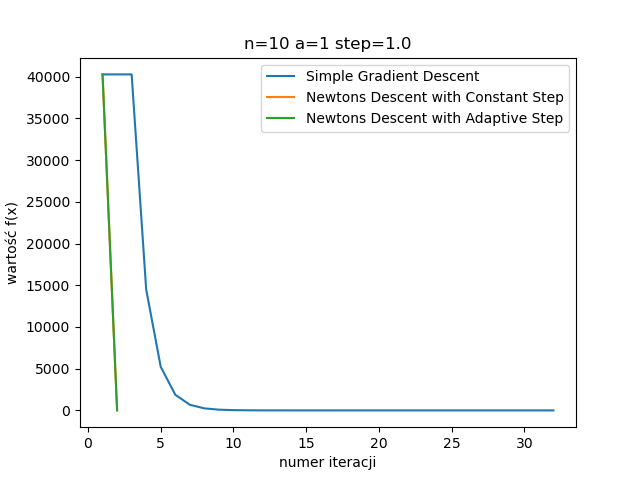 n=10 a=1 step=1.0
Simple Gradient Descent
Newtons Descent with Constant Step
Newtons Descent with Adaptive Step
wartość f(x)
40000
35000
30000
25000
20000
15000
10000
5000
0
0 5 10 15 20 25 30
numer iteracji